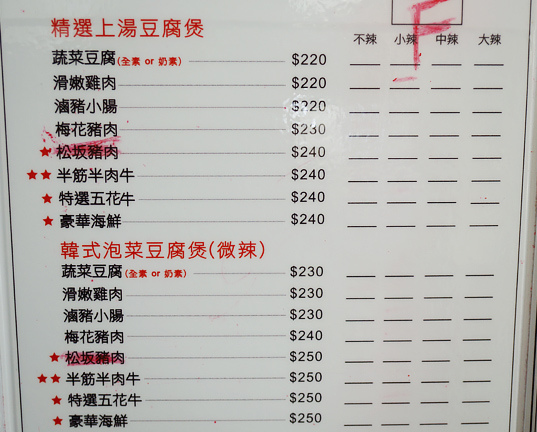 F
精選上湯豆腐煲
不辣 小辣 中辣 大辣
蔬菜豆腐(全素 or 奶素) $220
滑嫩雞肉 $220
滷豬小腸 $220
梅花豬肉 $230
★ 松坂豬肉 $240
★★ 半筋半肉牛 $240
★ 特選五花牛 $240
★ 豪華海鮮 $240
韓式泡菜豆腐煲(微辣)
蔬菜豆腐(全素 or 奶素) $230
滑嫩雞肉 $230
滷豬小腸 $230
梅花豬肉 $240
★ 松坂豬肉 $250
★★ 半筋半肉牛 $250
★ 特選五花牛 $250
★ 豪華海鮮 $250